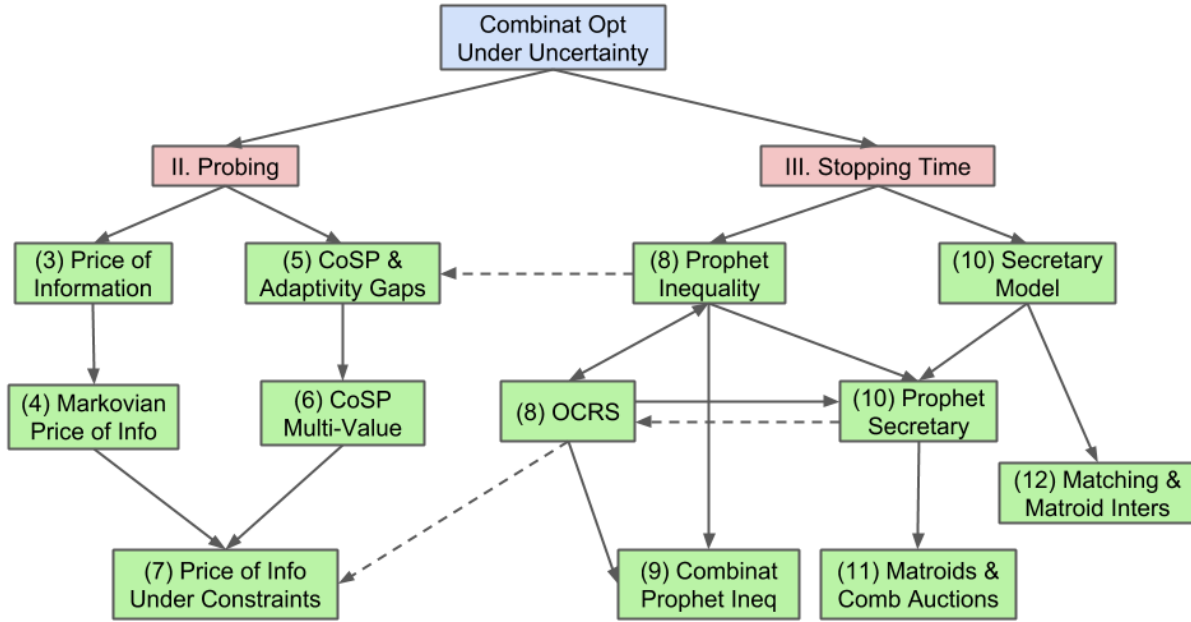 Combinat Opt
Under Uncertainty
II. Probing
III. Stopping Time
(3) Price of
Information
(5) CoSP &
Adaptivity Gaps
(8) Prophet
Inequality
(10) Secretary
Model
(4) Markovian
Price of Info
(6) CoSP
Multi-Value
(8) OCRS
(10) Prophet
Secretary
(12) Matching &
Matroid Inters
(7) Price of Info
Under Constraints
(9) Combinat
Prophet Ineq
(11) Matroids &
Comb Auctions